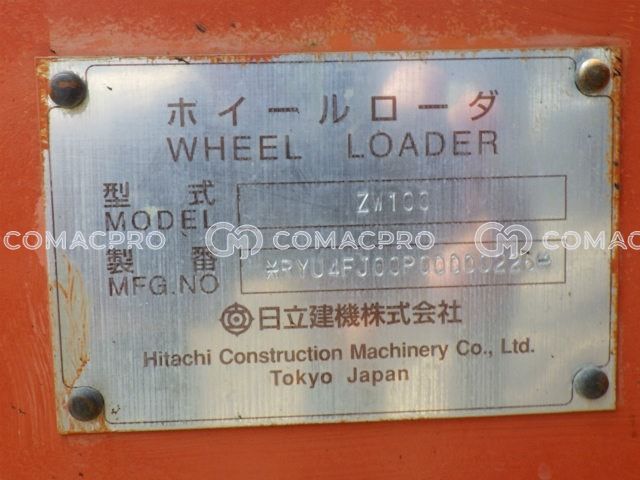 ホイールローダ
WHEEL LOADER
型 式
MODEL
ZW100
COMACPRO COMACPRO COMACPRO
製 番
MFG.NO
日立建機株式会社
Hitachi Construction Machinery Co., Ltd.
Tokyo Japan